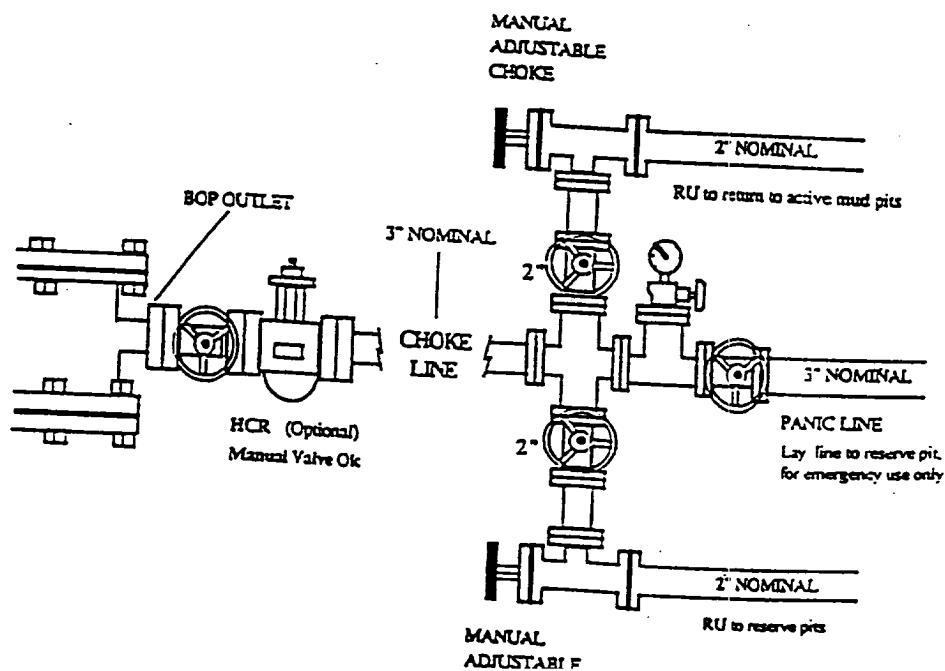 MANUAL
ADJUSTABLE
CHOKE
2" NOMINAL
RU to return to active mud pits
BOP OUTLET
3" NOMINAL
2"
CHOKE
LINE
3" NOMINAL
HCR (Optional)
Manual Valve Ok
2"
PANIC LINE
Lay line to reserve pit,
for emergency use only
2" NOMINAL
RU to reserve pits
MANUAL
ADJUSTABLE